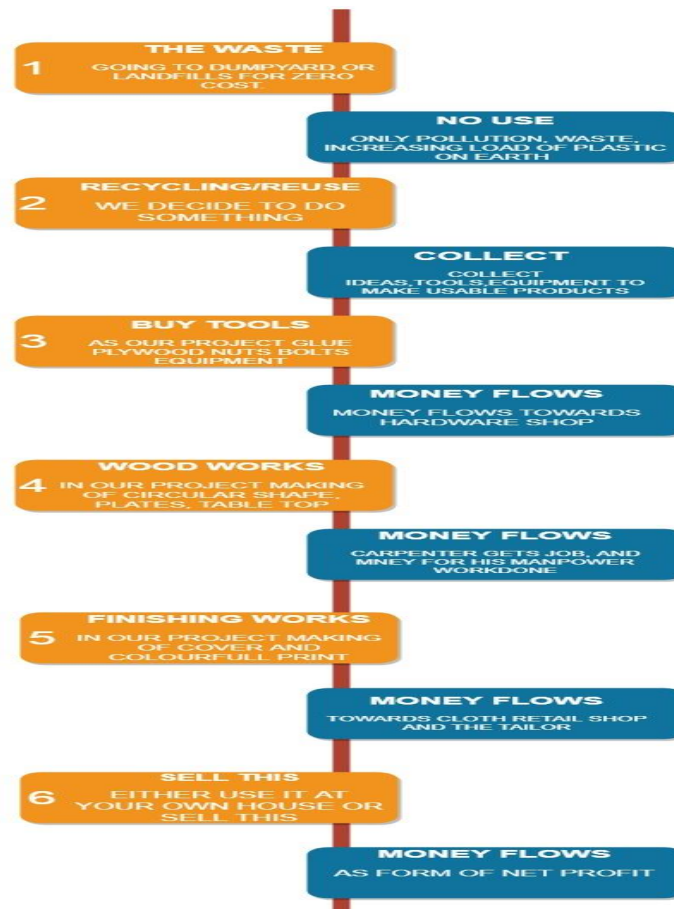 THE WASTE
1
GOING TO DUMPYARD OR
LANDFILLS FOR ZERO
COST.
NO USE
ONLY POLLUTION, WASTE,
INCREASING LOAD OF PLASTIC
ON EARTH
RECYCLING/REUSE
2
WE DECIDE TO DO
SOMETHING
COLLECT
COLLECT
IDEAS,TOOLS,EQUIPMENT TO
MAKE USABLE PRODUCTS
BUY TOOLS
3
AS OUR PROJECT GLUE
PLYWOOD NUTS BOLTS
EQUIPMENT
MONEY FLOWS
MONEY FLOWS TOWARDS
HARDWARE SHOP
WOOD WORKS
4
IN OUR PROJECT MAKING
OF CIRCULAR SHAPE,
PLATES, TABLE TOP
MONEY FLOWS
CARPENTER GETS JOB, AND
MNEY FOR HIS MANPOWER
WORKDONE
FINISHING WORKS
5
IN OUR PROJECT MAKING
OF COVER AND
COLOURFULL PRINT
MONEY FLOWS
TOWARDS CLOTH RETAIL SHOP
AND THE TAILOR
SELL THIS
6
EITHER USE IT AT
YOUR OWN HOUSE OR
SELL THIS
MONEY FLOWS
AS FORM OF NET PROFIT